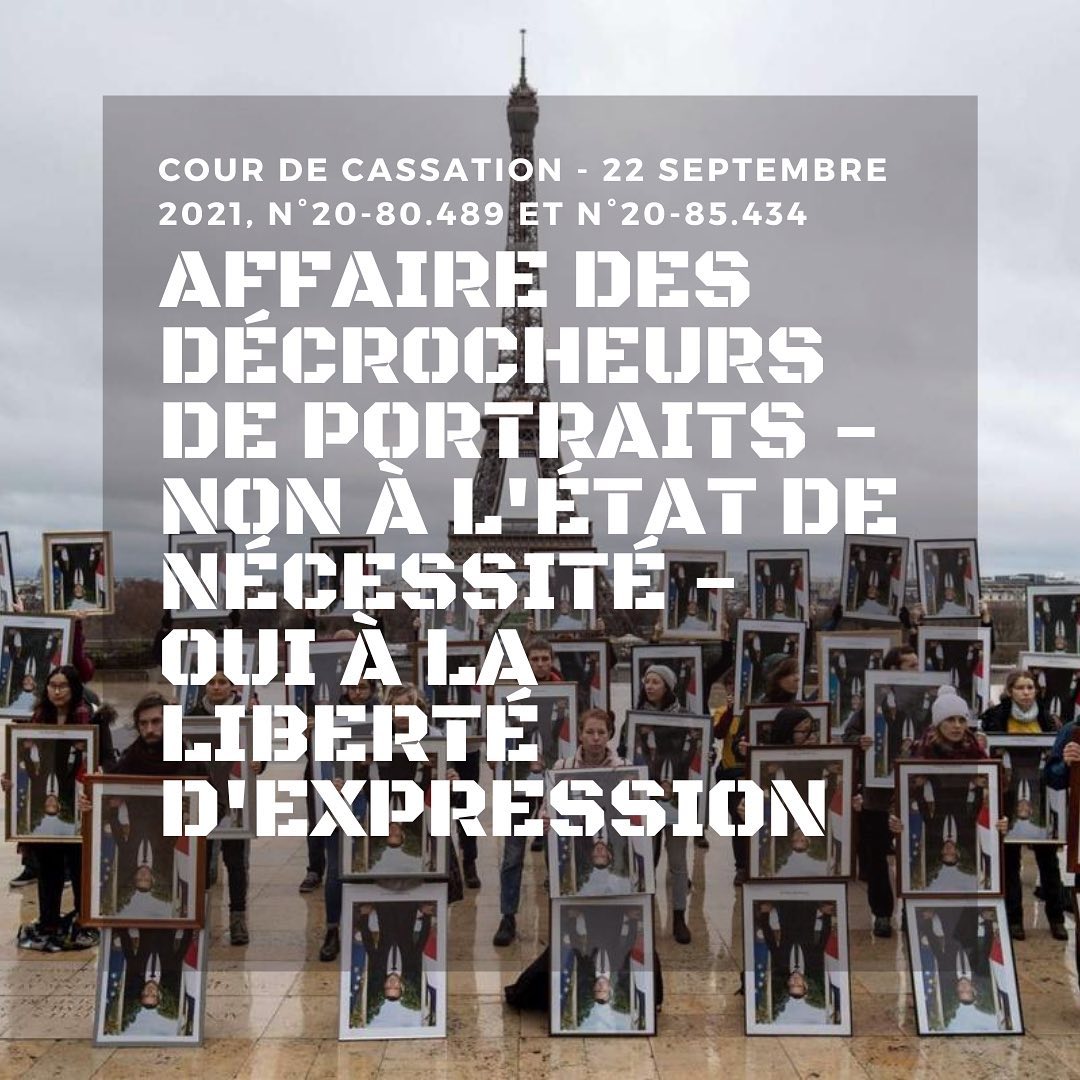 COUR DE CASSATION - 22 SEPTEMBRE
2021, N°20-80.489 ET N°20-85.434
AFFAIRE DES
DÉCROCHEURS
DE PORTRAITS -
NON À L'ÉTAT DE
NÉCESSITÉ -
OUI À LA
LIBERTÉ
D'EXPRESSION